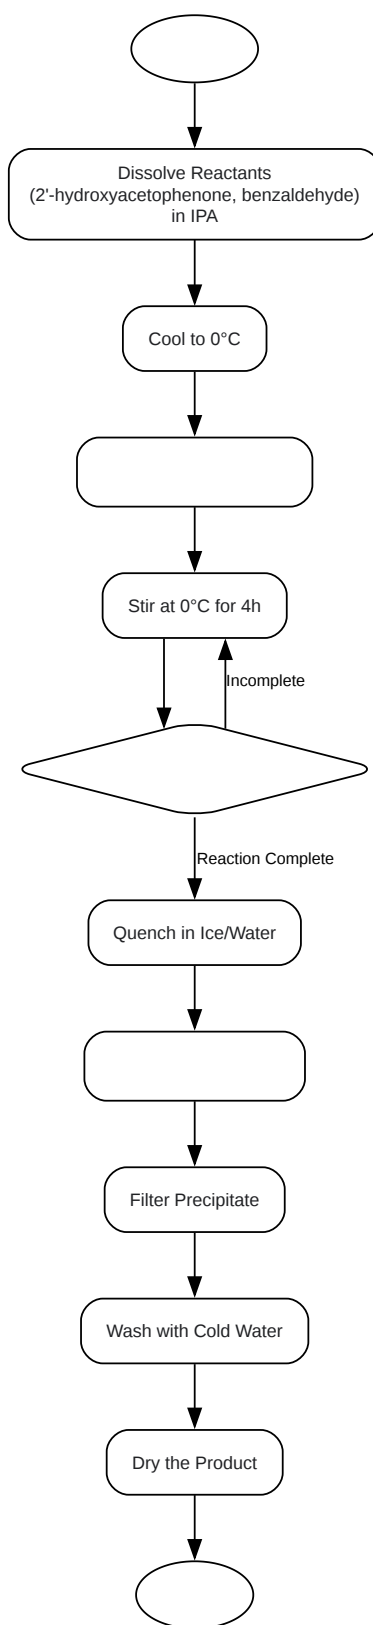 Dissolve Reactants
(2'-hydroxyacetophenone, benzaldehyde)
in IPA
Cool to 0°C
Stir at 0°C for 4h
Incomplete
Reaction Complete
Quench in Ice/Water
Filter Precipitate
Wash with Cold Water
Dry the Product